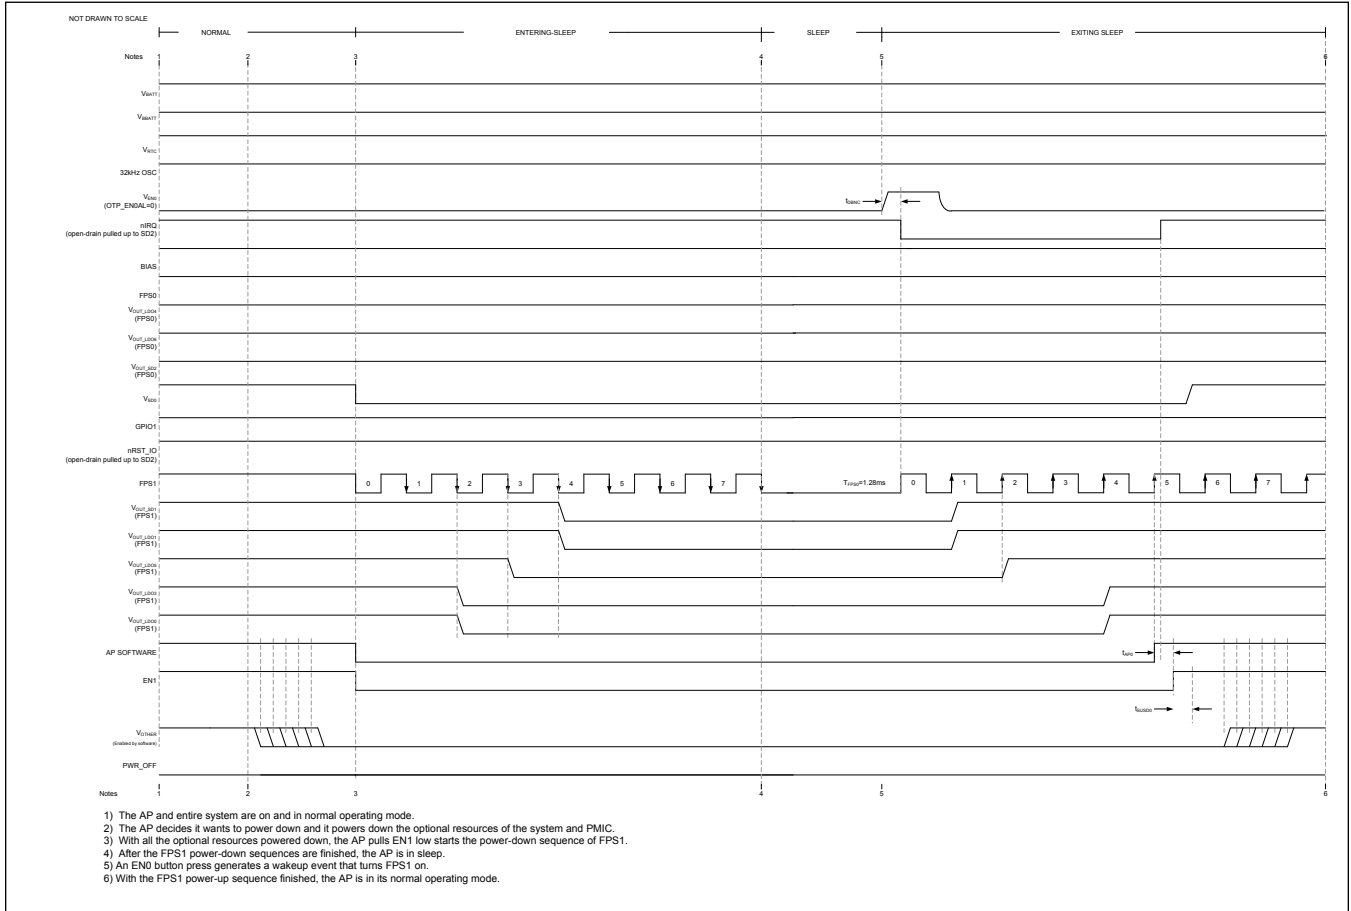 NOT DRAWN TO SCALE
NORMAL ENTERING-SLEEP SLEEP EXITING SLEEP
Notes 1 2 3 4 5 6
VBATT
VBBATT
VRTC
32kHz OSC
VEN0
(OTP_EN0AL=0)
tDBNC
nIRQ
(open-drain pulled up to SD2)
BIAS
FPS0
VOUT_LDO4
(FPS0)
(FPS0)
VOUT_SD2
(FPS0)
VSD0
GPIO1
nRST_IO
(open-drain pulled up to SD2)
FPS1 0 1 2 3 4 5 6 7 TFPS0=1.28ms 0 1 2 3 4 5 6 7
VOUT_SD1
(FPS1)
VOUT_LDO1
(FPS1)
(FPS1)
(FPS1)
(FPS1)
AP SOFTWARE
tAP0
EN1
tSUSD0
VOTHER
(Enabled by software)
PWR_OFF
Notes 1 2 3 4 5 6
1) The AP and entire system are on and in normal operating mode.
2) The AP decides it wants to power down and it powers down the optional resources of the system and PMIC.
3) With all the optional resources powered down, the AP pulls EN1 low starts the power-down sequence of FPS1.
4) After the FPS1 power-down sequences are finished, the AP is in sleep.
5) An EN0 button press generates a wakeup event that turns FPS1 on.
6) With the FPS1 power-up sequence finished, the AP is in its normal operating mode.